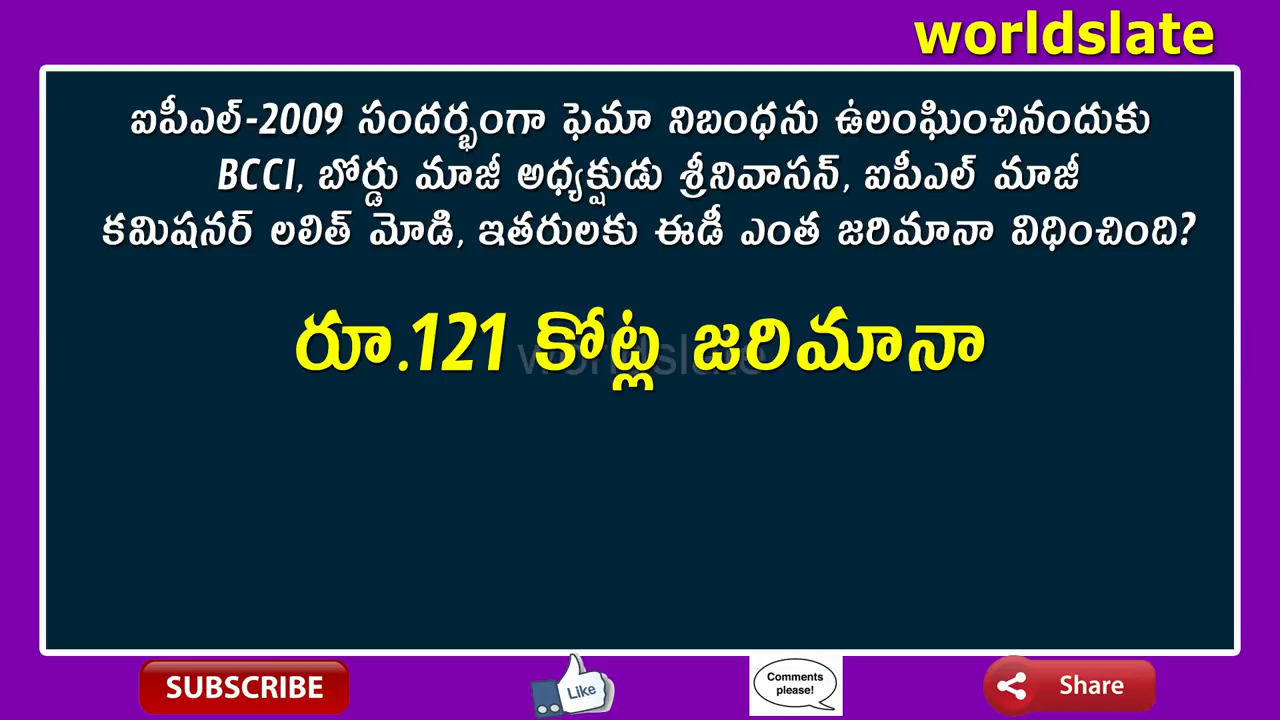 worldslate
ఐపీఎల్-2009 సందర్భంగా ఫెమా నిబంధను ఉలంఘించినందుకు
BCCI, బోర్డు మాజీ అధ్యక్షుడు శ్రీనివాసన్, ఐపీఎల్ మాజీ
కమిషనర్ లలిత్ మోడి, ఇతరులకు ఈడీ ఎంత జరిమానా విధించింది?
రూ.121 కోట్ల జరిమానా
worldslate
SUBSCRIBE
Like
Comments
please!
Share